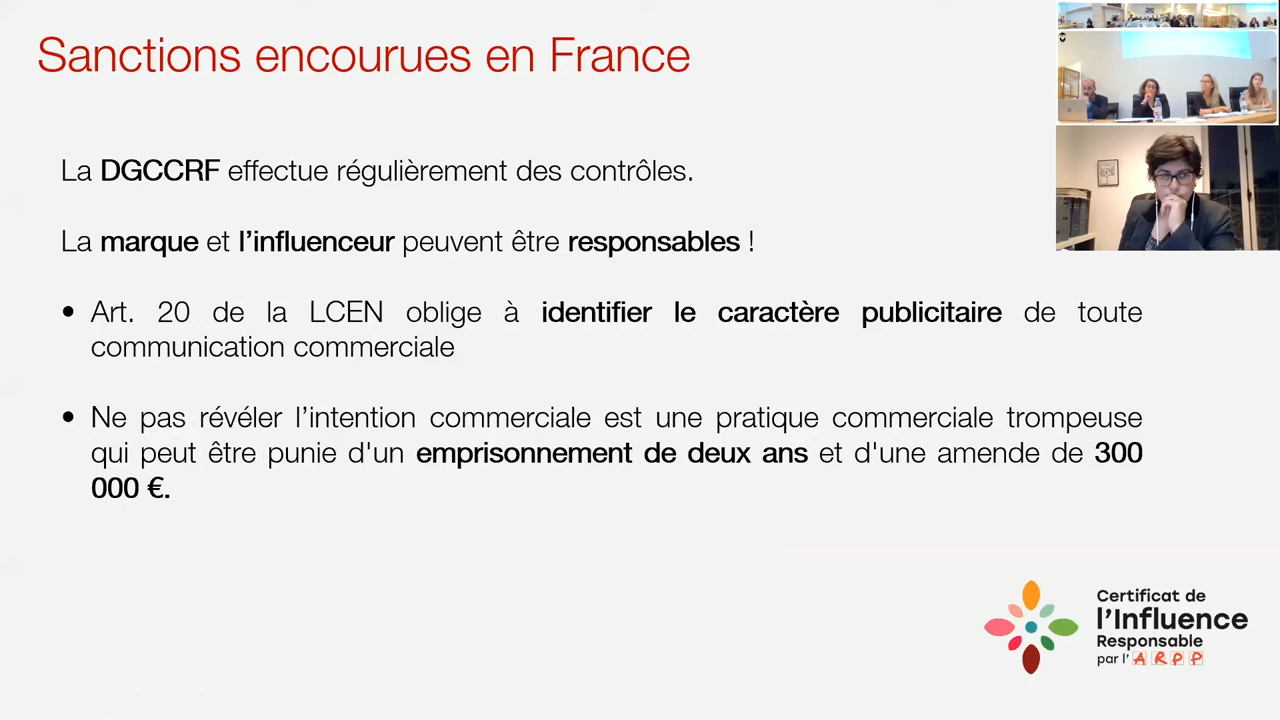 Sanctions encourues en France
La DGCCRF effectue régulièrement des contrôles.
La marque et l’influenceur peuvent être responsables !
• Art. 20 de la LCEN oblige à identifier le caractère publicitaire de toute
communication commerciale
• Ne pas révéler l’intention commerciale est une pratique commerciale trompeuse
qui peut être punie d'un emprisonnement de deux ans et d'une amende de 300
000 €.
Certificat de
l’Influence
Responsable
par l’ARPP